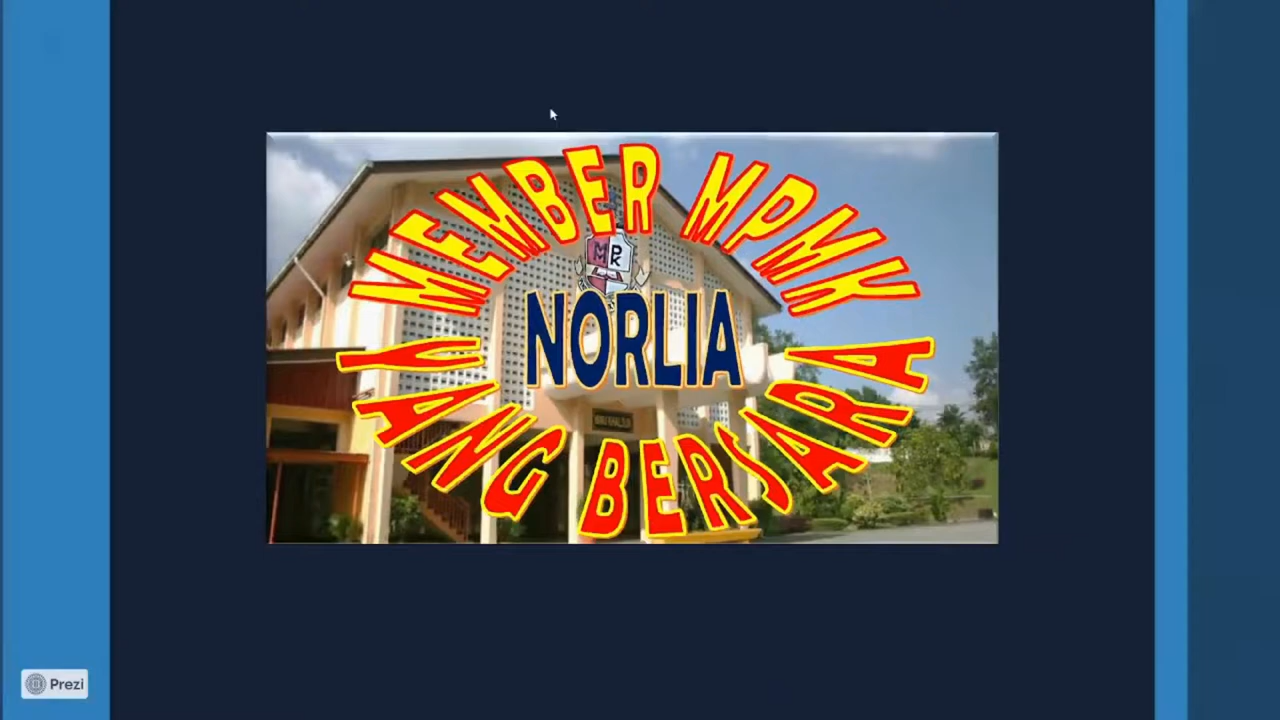 MEMBER MPMK
M P
K
NORLIA
YANG BERSARA
Prezi